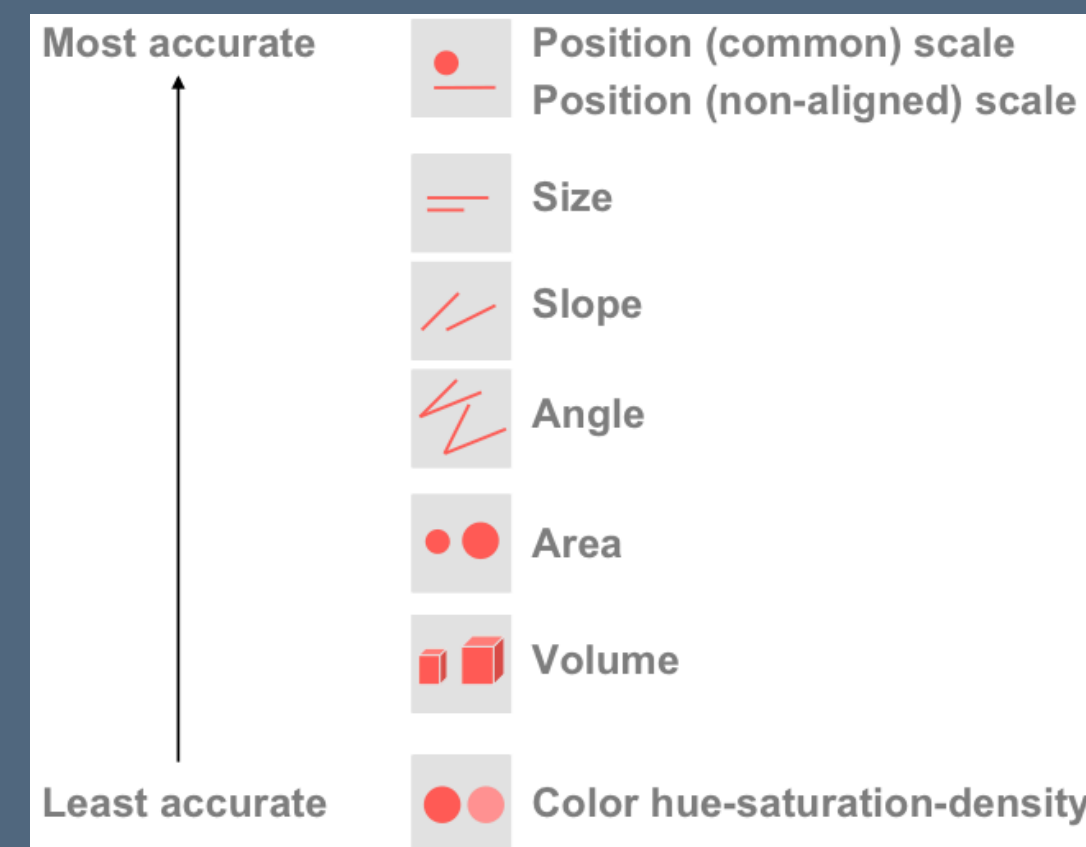 Most accurate
Position (common) scale
Position (non-aligned) scale
Size
Slope
Angle
Area
Volume
Least accurate
Color hue-saturation-density